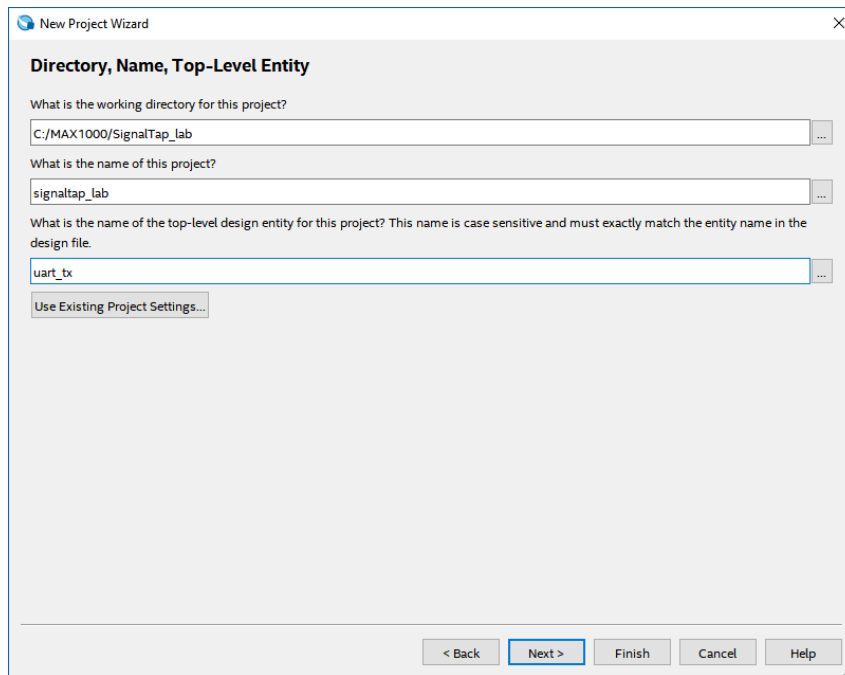 New Project Wizard
Directory, Name, Top-Level Entity
What is the working directory for this project?
C:/MAX1000/SignalTap_lab
...
What is the name of this project?
signaltap_lab
...
What is the name of the top-level design entity for this project? This name is case sensitive and must exactly match the entity name in the
design file.
uart_tx
...
Use Existing Project Settings...
< Back
Next >
Finish
Cancel
Help